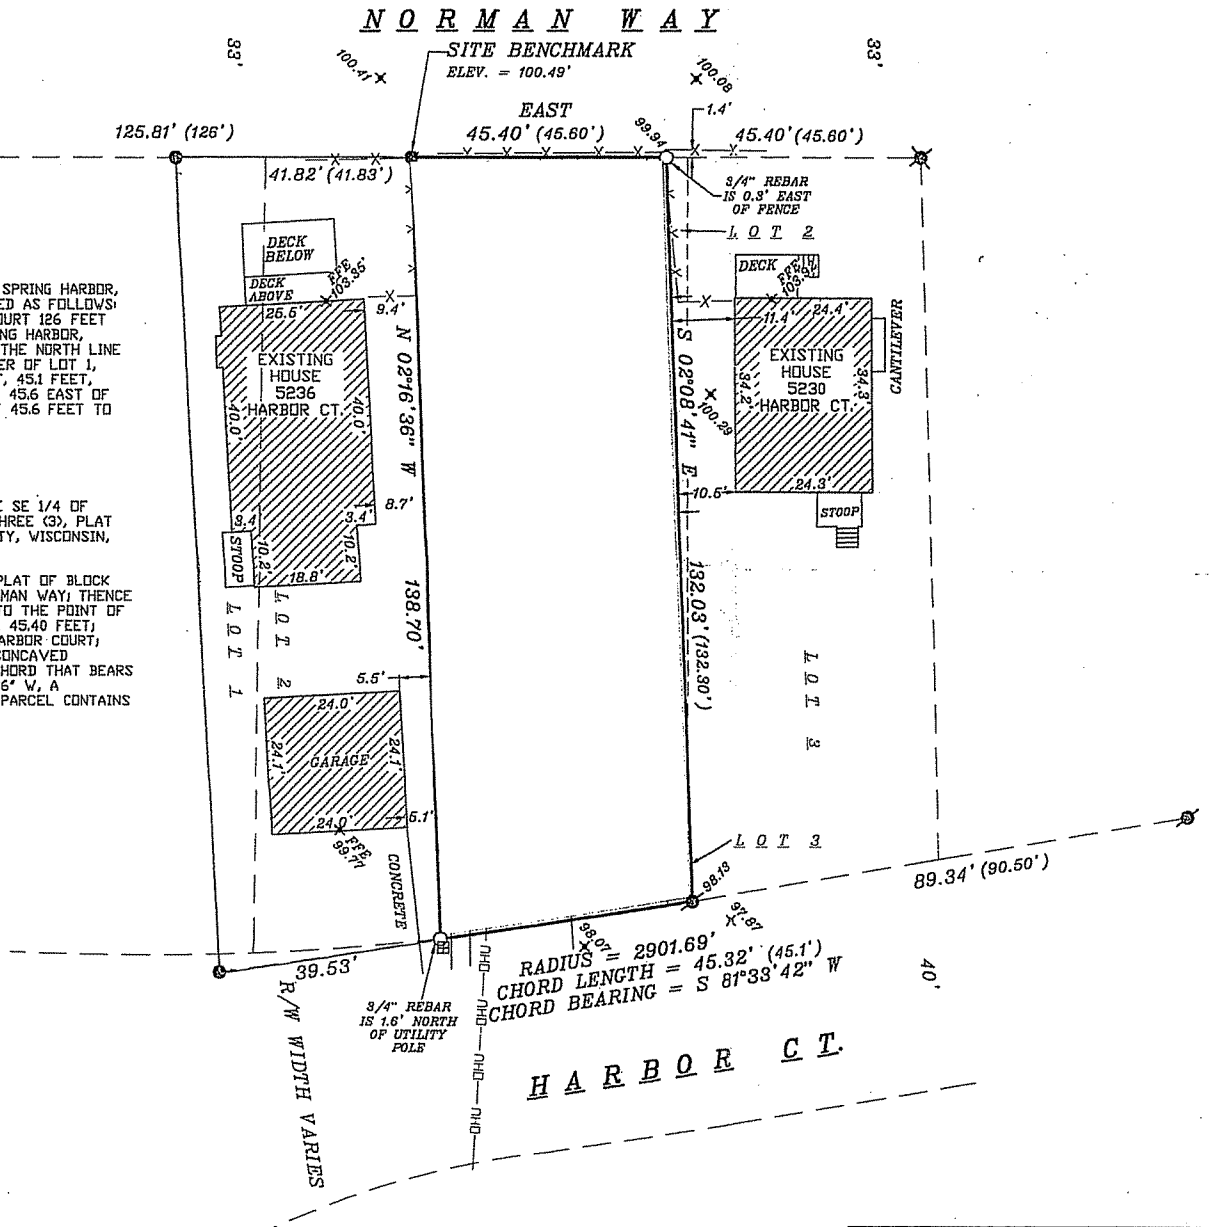 NORMAN WAY
33'
33'
SITE BENCHMARK
ELEV. = 100.49'
100.41
100.08
1.4'
EAST
125.81' (126')
45.40' (45.60')
99.94
45.40' (45.60')
41.82' (41.83')
3/4" REBAR
IS 0.3' EAST
OF FENCE
LOT 2
DECK
BELOW
DECK
ABOVE
FFE
103.35'
DECK
FFE
25.5'
9.4'
11.4'
24.4'
CANTILEVER
SPRING HARBOR,
ED AS FOLLOWS:
OURT 126 FEET
NG HARBOR,
THE NORTH LINE
ER OF LOT 1,
, 45.1 FEET,
45.6 EAST OF
45.6 FEET TO
EXISTING
HOUSE
5236
HARBOR CT.
40.0'
40.0'
N 02°16'36" W
S 02°08'41" E
EXISTING
HOUSE
5230
HARBOR CT.
34.2'
34.3'
100.29
24.3'
10.5'
STOOP
SE 1/4 OF
HREE (3), PLAT
TY, WISCONSIN,
8.7'
3.4'
3.4'
STOOP
10.2'
10.2'
18.8'
PLAT OF BLOCK
MAN WAY; THENCE
TO THE POINT OF
45.40 FEET;
ARBOR COURT;
CONCAVED
CHORD THAT BEARS
6" W, A
PARCEL CONTAINS
LOT 1
LOT 2
138.70'
132.03' (132.30')
LOT 3
5.5'
24.0'
24.1'
24.1'
GARAGE
24.0'
5.1'
FFE
99.77
CONCRETE
LOT 3
98.13
97.87
89.34' (90.50')
98.07
39.53'
RADIUS = 2901.69'
CHORD LENGTH = 45.32' (45.1')
CHORD BEARING = S 81°33'42" W
40'
3/4" REBAR
IS 1.6' NORTH
OF UTILITY
POLE
OHU
OHU
OHU
OHU
R/W WIDTH VARIES
HARBOR CT.